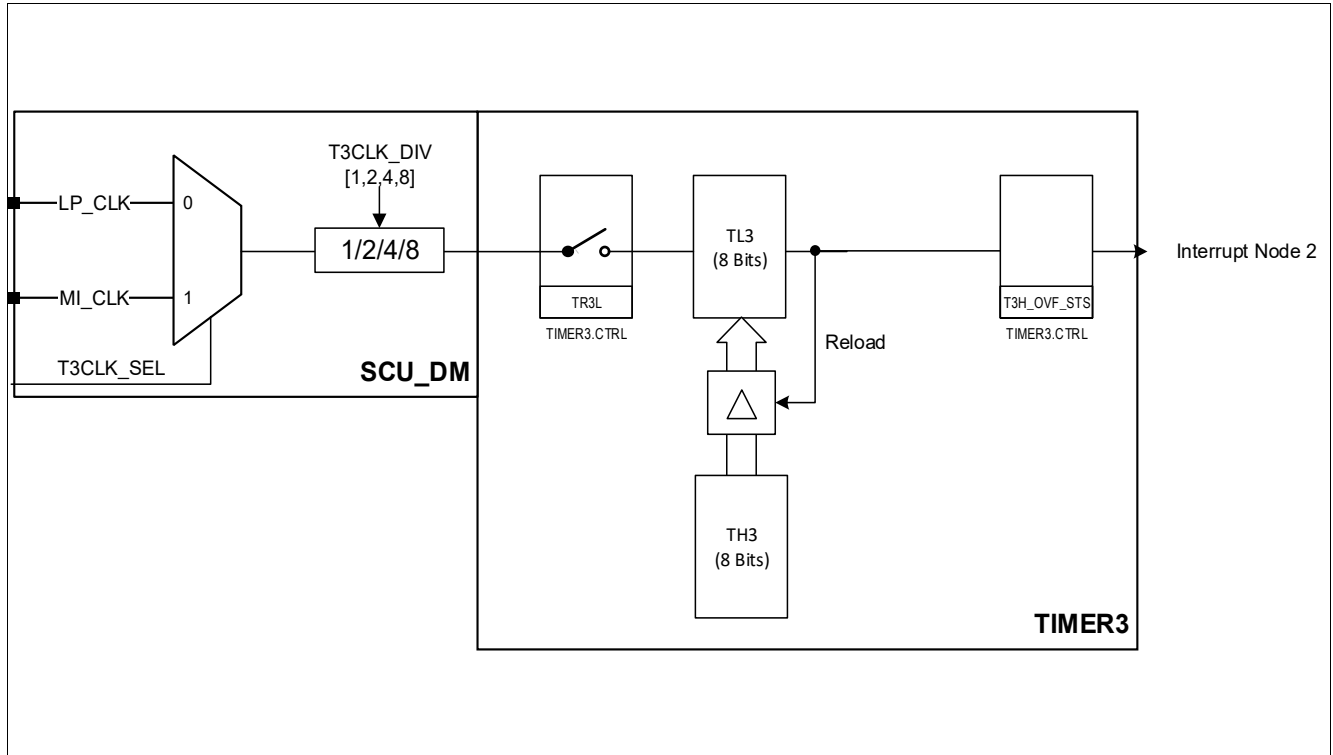 T3CLK_DIV
[1,2,4,8]
LP_CLK
0
1/2/4/8
MI_CLK
1
T3CLK_SEL
SCU_DM
TR3L
TIMER3.CTRL
TL3
(8 Bits)
Reload
TH3
(8 Bits)
T3H_OVF_STS
TIMER3.CTRL
Interrupt Node 2
TIMER3